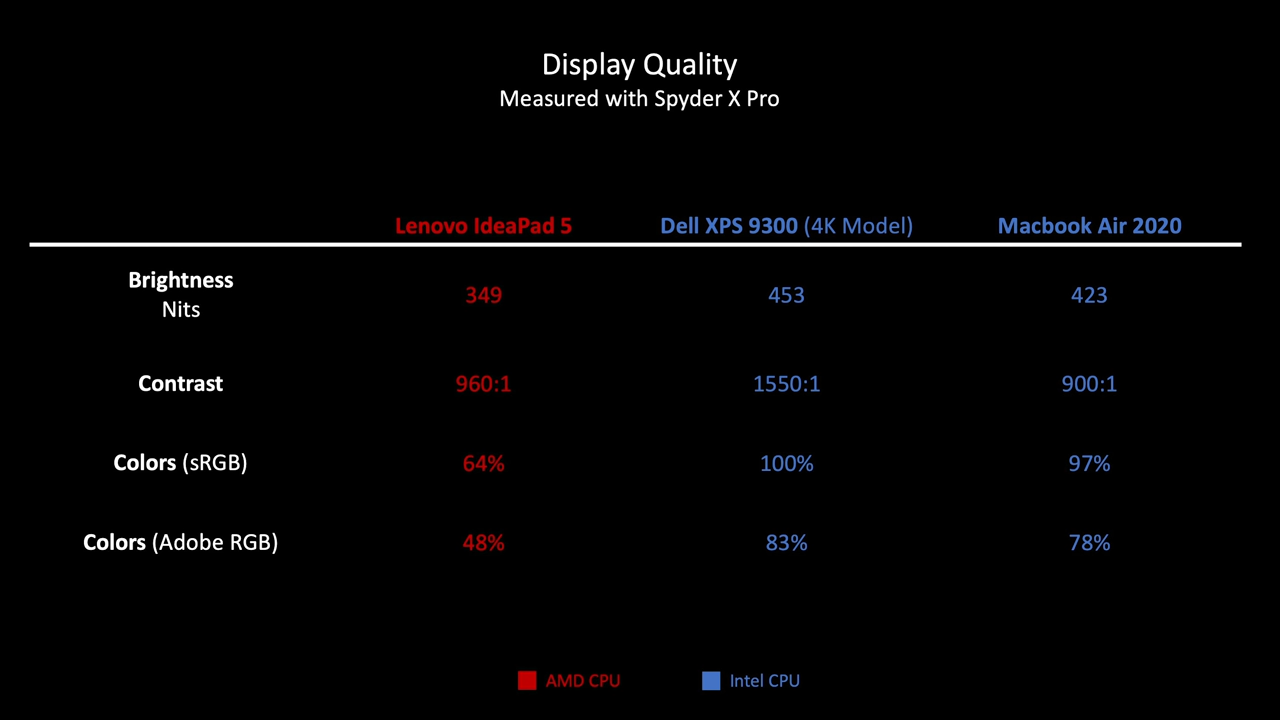 Display Quality
Measured with Spyder X Pro
Lenovo IdeaPad 5 Dell XPS 9300 (4K Model) Macbook Air 2020
Brightness
Nits 349 453 423
Contrast 960:1 1550:1 900:1
Colors (sRGB) 64% 100% 97%
Colors (Adobe RGB) 48% 83% 78%
AMD CPU Intel CPU